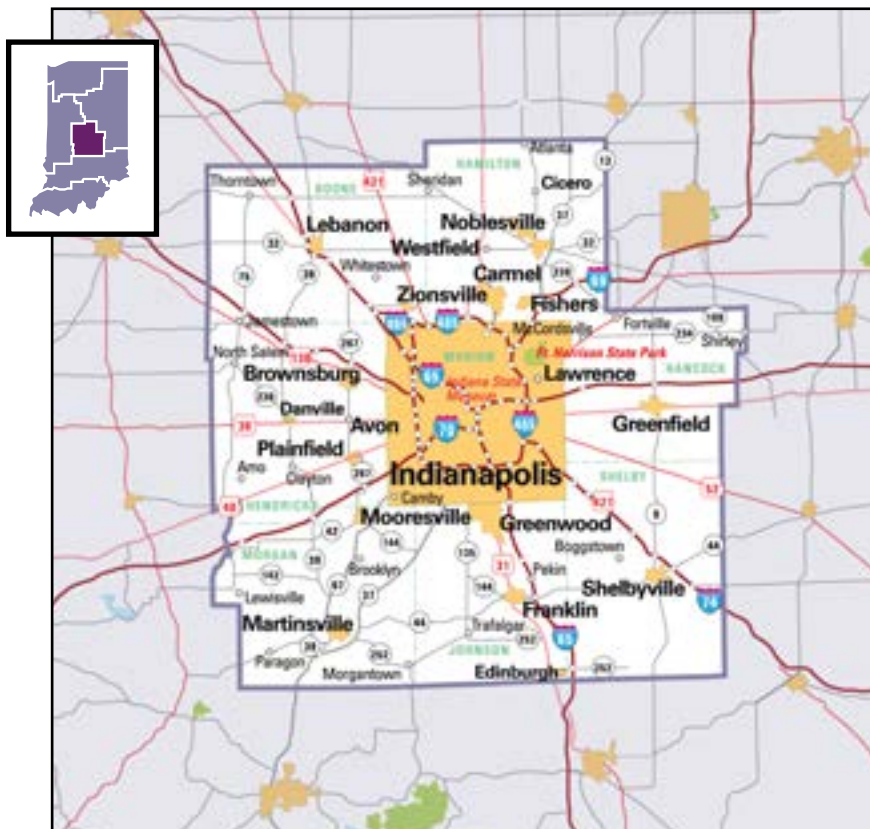 Atlanta
HAMILTON
13
Thorntown
BOONE
421
Sheridan
Cicero
37
Lebanon
Noblesville
32
Westfield
32
75
39
Whitestown
Carmel
238
69
Zionsville
Fishers
465
465
McCordsville
Fortville
109
234
Shirley
Jamestown
267
North Salem
136
MARION
Ft. Harrison State Park
HANCOCK
Brownsburg
65
Indiana State
Museum
Lawrence
236
Danville
Avon
Greenfield
36
70
465
Plainfield
Amo
Clayton
267
Indianapolis
SHELBY
Camby
421
52
40
HENDRICKS
Mooresville
Greenwood
9
42
144
135
Boggstown
44
MORGAN
39
31
Pekin
142
67
Brooklyn
37
144
Shelbyville
Lewisville
74
Franklin
Martinsville
44
Trafalgar
252
65
39
252
Paragon
JOHNSON
Morgantown
Edinburgh
252